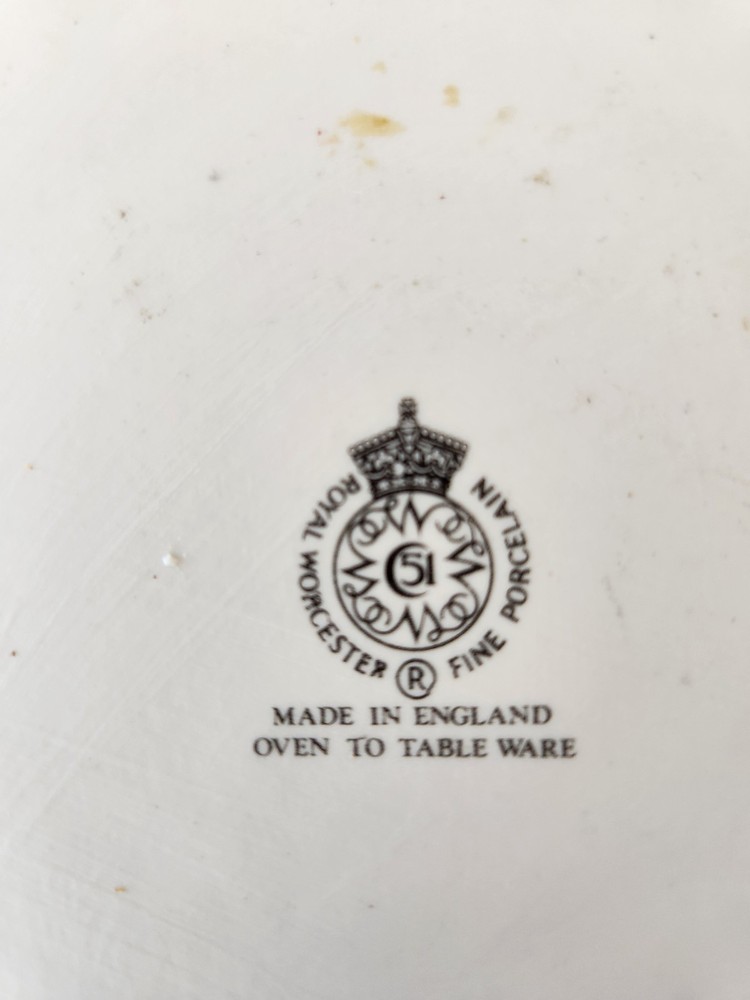 ROYAL WORCESTER ® FINE PORCELAIN
51
MADE IN ENGLAND
OVEN TO TABLE WARE